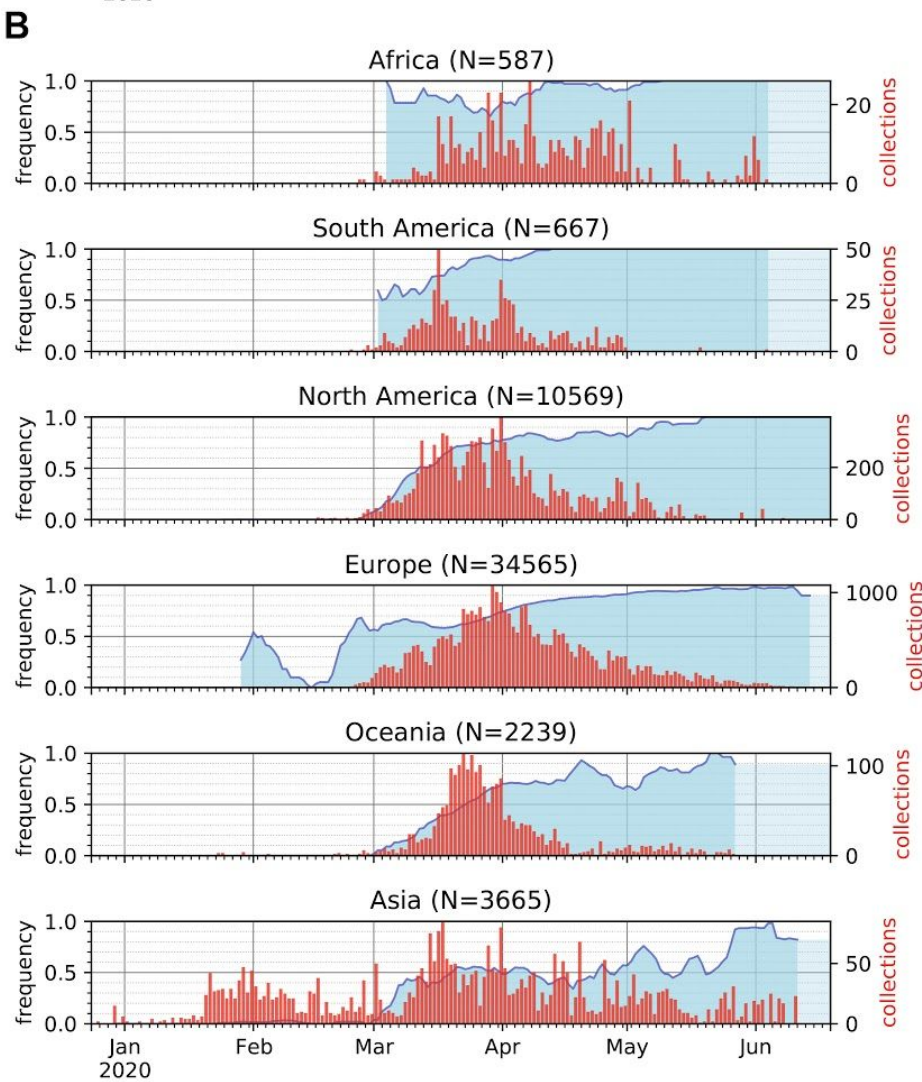 B
Africa (N=587)
1.0
0.5
0.0
frequency
20
0
collections
South America (N=667)
1.0
0.5
0.0
frequency
50
25
0
collections
North America (N=10569)
1.0
0.5
0.0
frequency
200
0
collections
Europe (N=34565)
1.0
0.5
0.0
frequency
1000
0
collections
Oceania (N=2239)
1.0
0.5
0.0
frequency
100
0
collections
Asia (N=3665)
1.0
0.5
0.0
frequency
50
0
collections
Jan Feb Mar Apr May Jun
2020